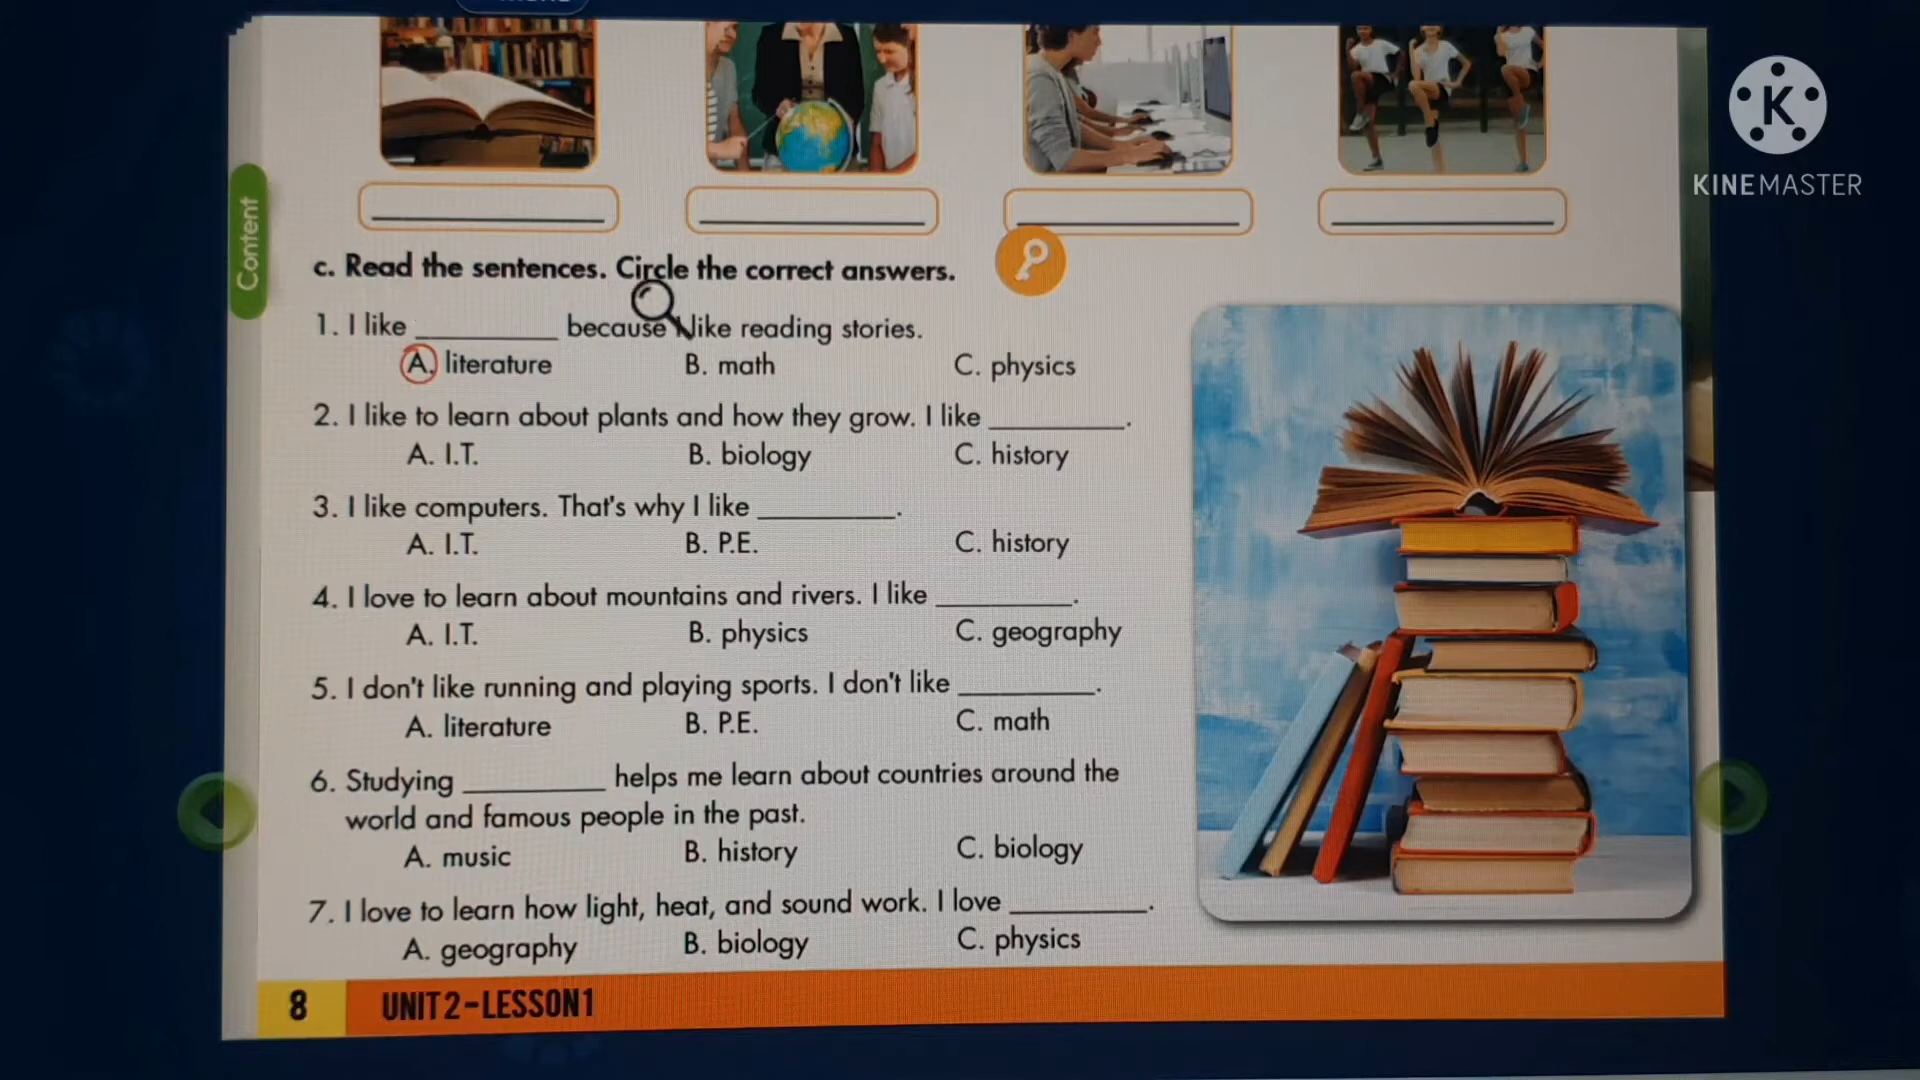 KINEMASTER
Content
c. Read the sentences. Circle the correct answers.
1. I like __________ because I like reading stories.
A. literature B. math C. physics
2. I like to learn about plants and how they grow. I like __________.
A. I.T. B. biology C. history
3. I like computers. That's why I like __________.
A. I.T. B. P.E. C. history
4. I love to learn about mountains and rivers. I like __________.
A. I.T. B. physics C. geography
5. I don't like running and playing sports. I don't like __________.
A. literature B. P.E. C. math
6. Studying __________ helps me learn about countries around the
world and famous people in the past.
A. music B. history C. biology
7. I love to learn how light, heat, and sound work. I love __________.
A. geography B. biology C. physics
8 UNIT 2 - LESSON 1